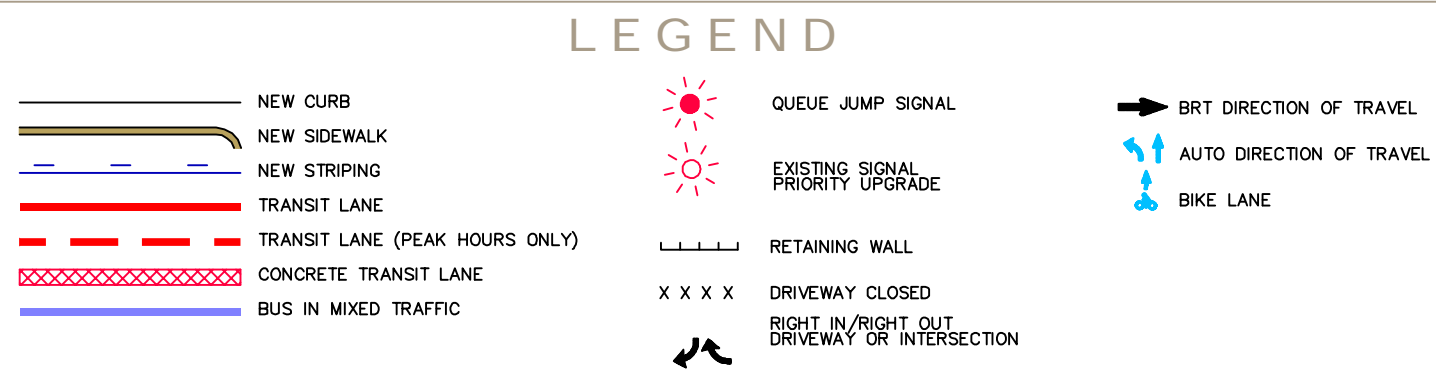 LEGEND
NEW CURB
NEW SIDEWALK
NEW STRIPING
TRANSIT LANE
TRANSIT LANE (PEAK HOURS ONLY)
CONCRETE TRANSIT LANE
BUS IN MIXED TRAFFIC
QUEUE JUMP SIGNAL
EXISTING SIGNAL
PRIORITY UPGRADE
RETAINING WALL
X X X X DRIVEWAY CLOSED
RIGHT IN/RIGHT OUT
DRIVEWAY OR INTERSECTION
BRT DIRECTION OF TRAVEL
AUTO DIRECTION OF TRAVEL
BIKE LANE